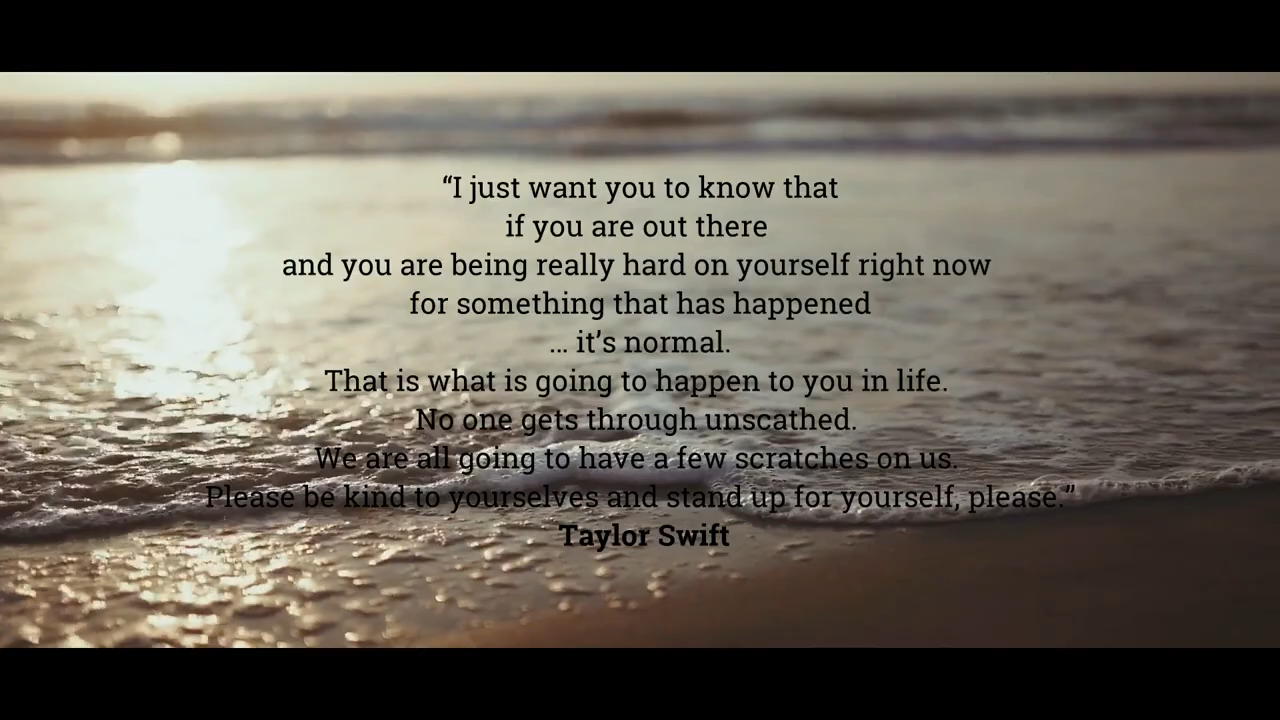 “I just want you to know that
if you are out there
and you are being really hard on yourself right now
for something that has happened
... it’s normal.
That is what is going to happen to you in life.
No one gets through unscathed.
We are all going to have a few scratches on us.
Please be kind to yourselves and stand up for yourself, please.”
Taylor Swift